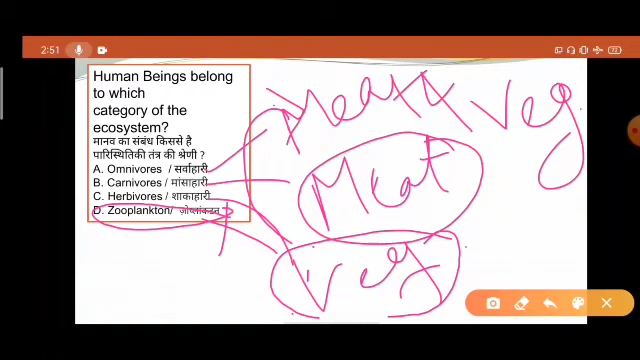 2:51
72
Human Beings belong
to which
category of the
ecosystem?
मानव का संबंध किससे है
पारिस्थितिकी तंत्र की श्रेणी ?
A. Omnivores / सर्वाहारी
B. Carnivores / मांसाहारी
C. Herbivores / शाकाहारी
D. Zooplankton/ ज़ोप्लांकटन
Meat + Veg
Meat
Veg